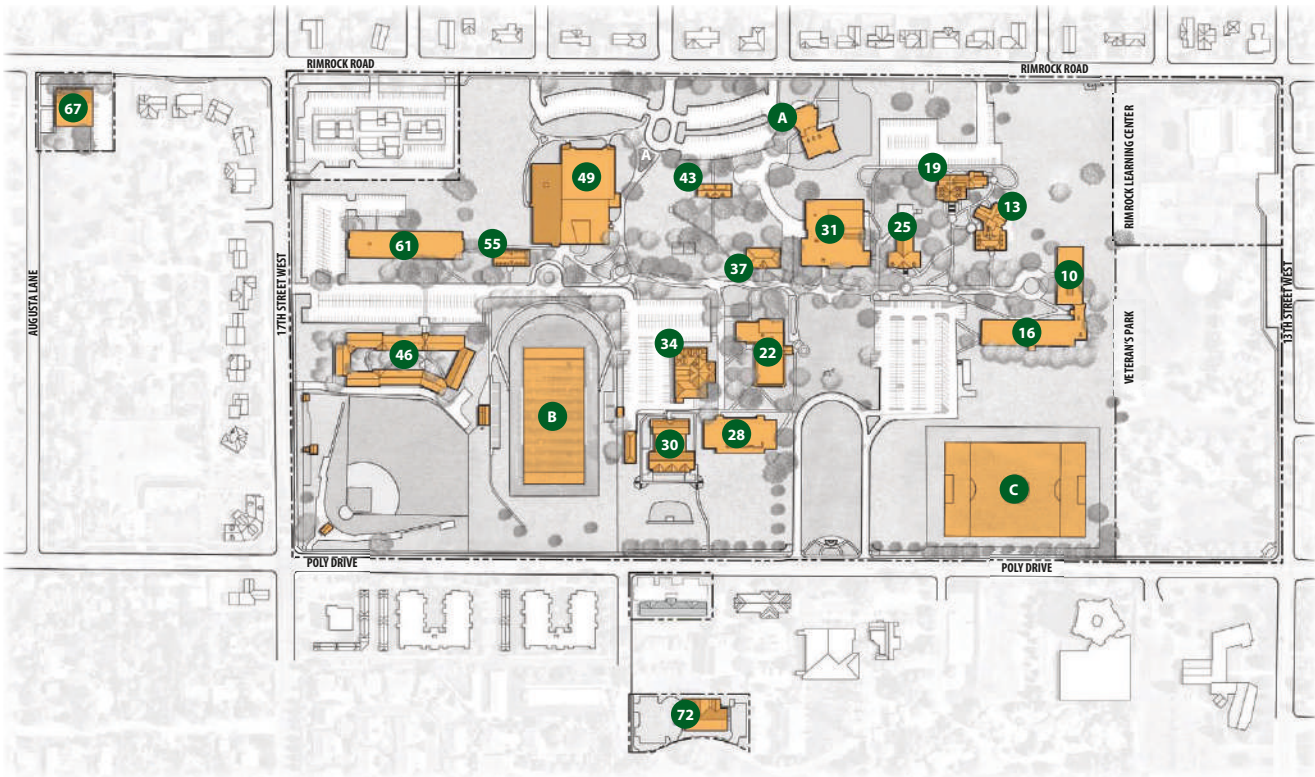 RIMROCK ROAD
RIMROCK ROAD
67
A
A
49
43
19
13
31
25
61
55
37
10
16
RIMROCK LEARNING CENTER
AUGUSTA LANE
17TH STREET WEST
VETERAN'S PARK
13TH STREET WEST
46
34
22
B
30
28
C
POLY DRIVE
POLY DRIVE
72